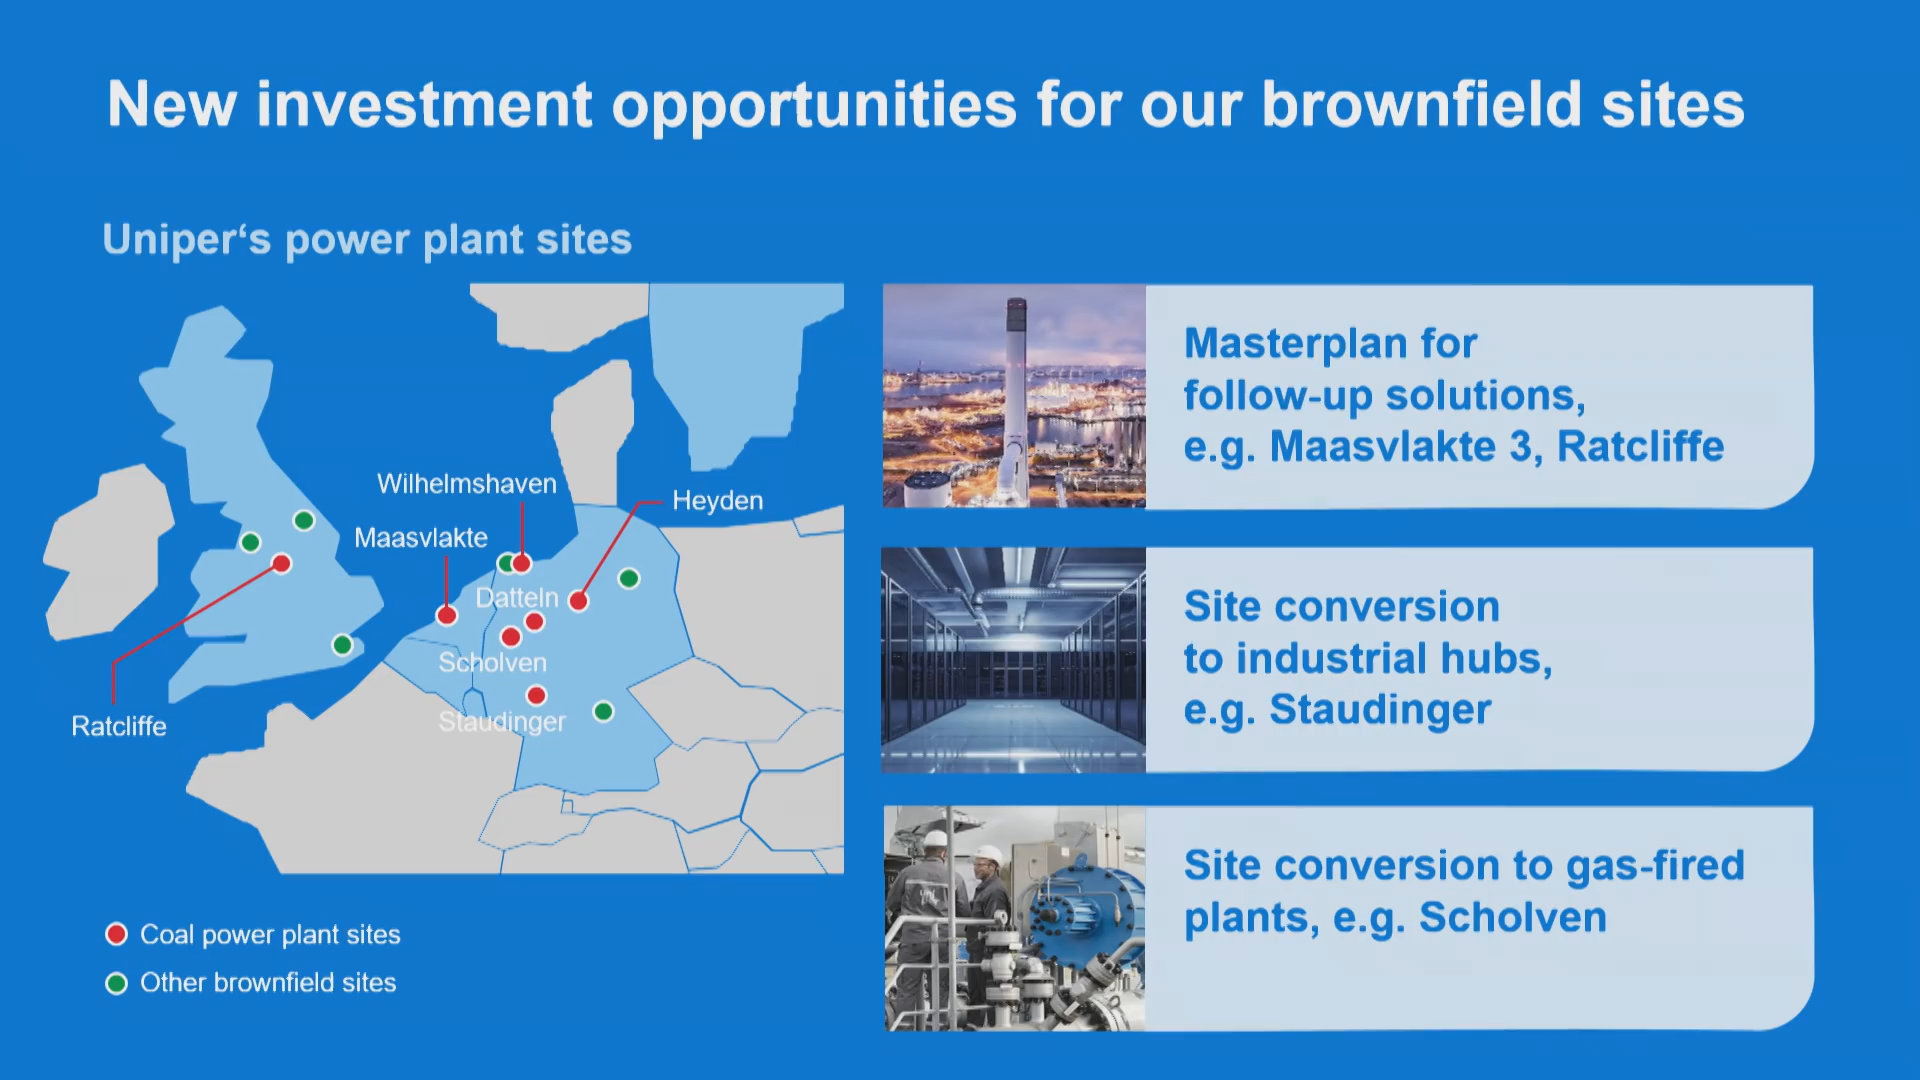 New investment opportunities for our brownfield sites
Uniper‘s power plant sites
Wilhelmshaven
Heyden
Maasvlakte
Datteln
Scholven
Staudinger
Ratcliffe
Coal power plant sites
Other brownfield sites
Masterplan for
follow-up solutions,
e.g. Maasvlakte 3, Ratcliffe
Site conversion
to industrial hubs,
e.g. Staudinger
Site conversion to gas-fired
plants, e.g. Scholven